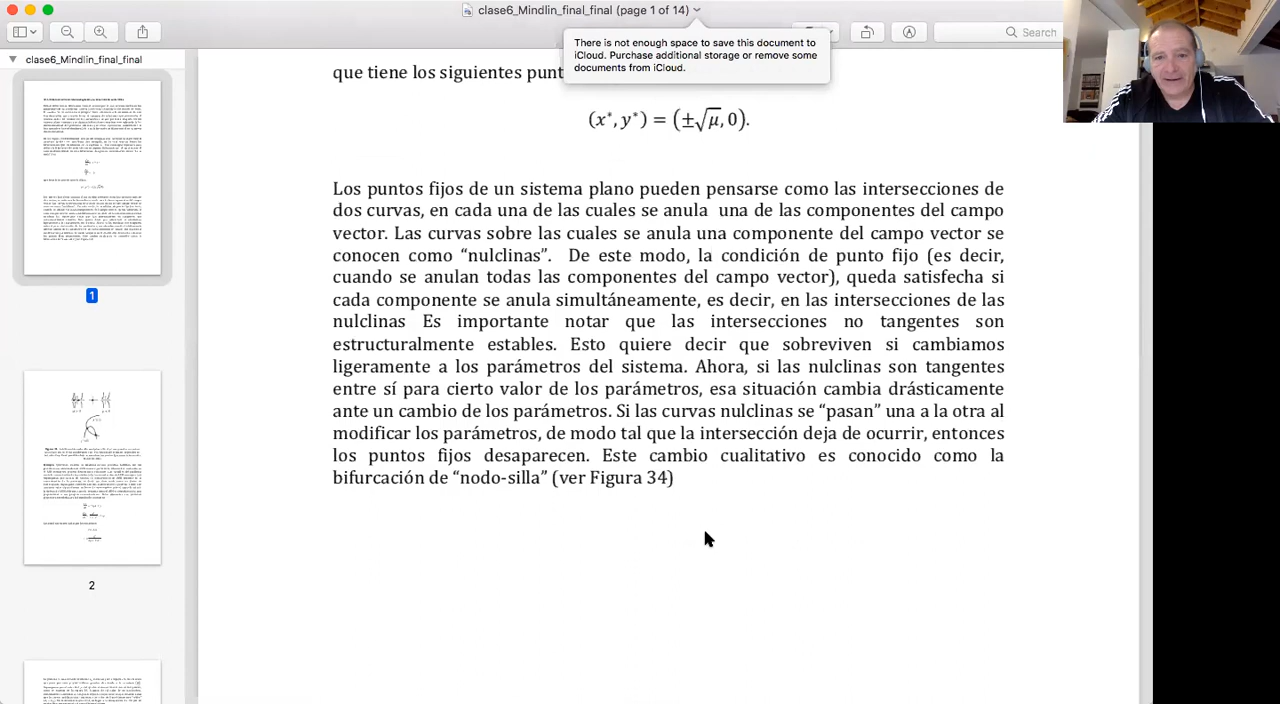 clase6_Mindlin_final_final (page 1 of 14)
Search
clase6_Mindlin_final_final
There is not enough space to save this document to
iCloud. Purchase additional storage or remove some
documents from iCloud.
que tiene los siguientes
(x*, y*) = (±√μ, 0).
Los puntos fijos de un sistema plano pueden pensarse como las intersecciones de
dos curvas, en cada una de las cuales se anula una de las componentes del campo
vector. Las curvas sobre las cuales se anula una componente del campo vector se
conocen como “nulclinas”. De este modo, la condición de punto fijo (es decir,
cuando se anulan todas las componentes del campo vector), queda satisfecha si
cada componente se anula simultáneamente, es decir, en las intersecciones de las
nulclinas Es importante notar que las intersecciones no tangentes son
estructuralmente estables. Esto quiere decir que sobreviven si cambiamos
ligeramente a los parámetros del sistema. Ahora, si las nulclinas son tangentes
entre sí para cierto valor de los parámetros, esa situación cambia drásticamente
ante un cambio de los parámetros. Si las curvas nulclinas se “pasan” una a la otra al
modificar los parámetros, de modo tal que la intersección deja de ocurrir, entonces
los puntos fijos desaparecen. Este cambio cualitativo es conocido como la
bifurcación de “nodo-silla” (ver Figura 34)
1
2